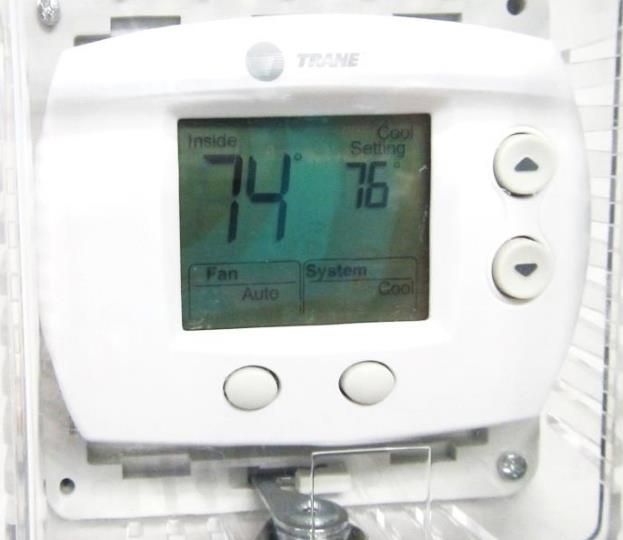 TRANE
Inside
74°
Cool
Setting
76°
Fan
Auto
System
Cool